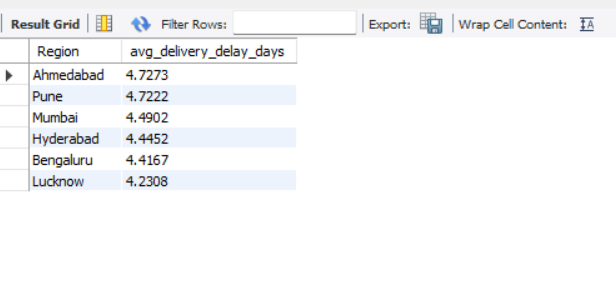 Result Grid Filter Rows: Export: Wrap Cell Content:
Region avg_delivery_delay_days
Ahmedabad 4.7273
Pune 4.7222
Mumbai 4.4902
Hyderabad 4.4452
Bengaluru 4.4167
Lucknow 4.2308